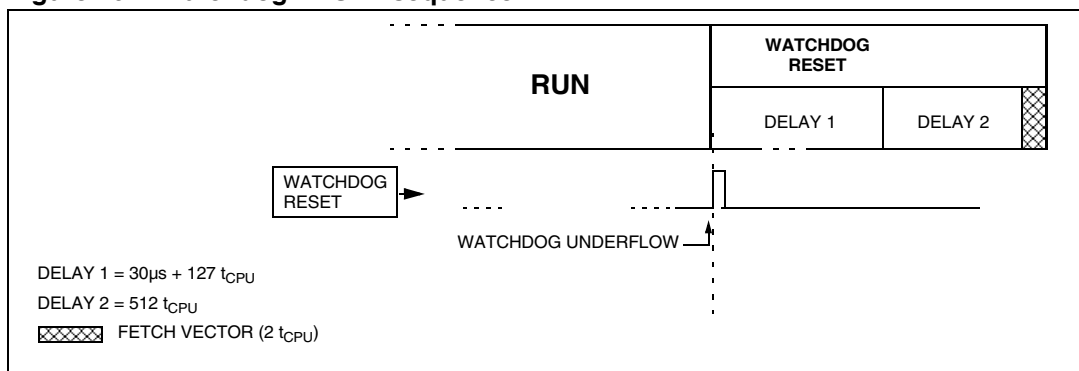 WATCHDOG
RESET
RUN
DELAY 1
DELAY 2
WATCHDOG
RESET
WATCHDOG UNDERFLOW
DELAY 1 = 30µs + 127 tCPU
DELAY 2 = 512 tCPU
FETCH VECTOR (2 tCPU)